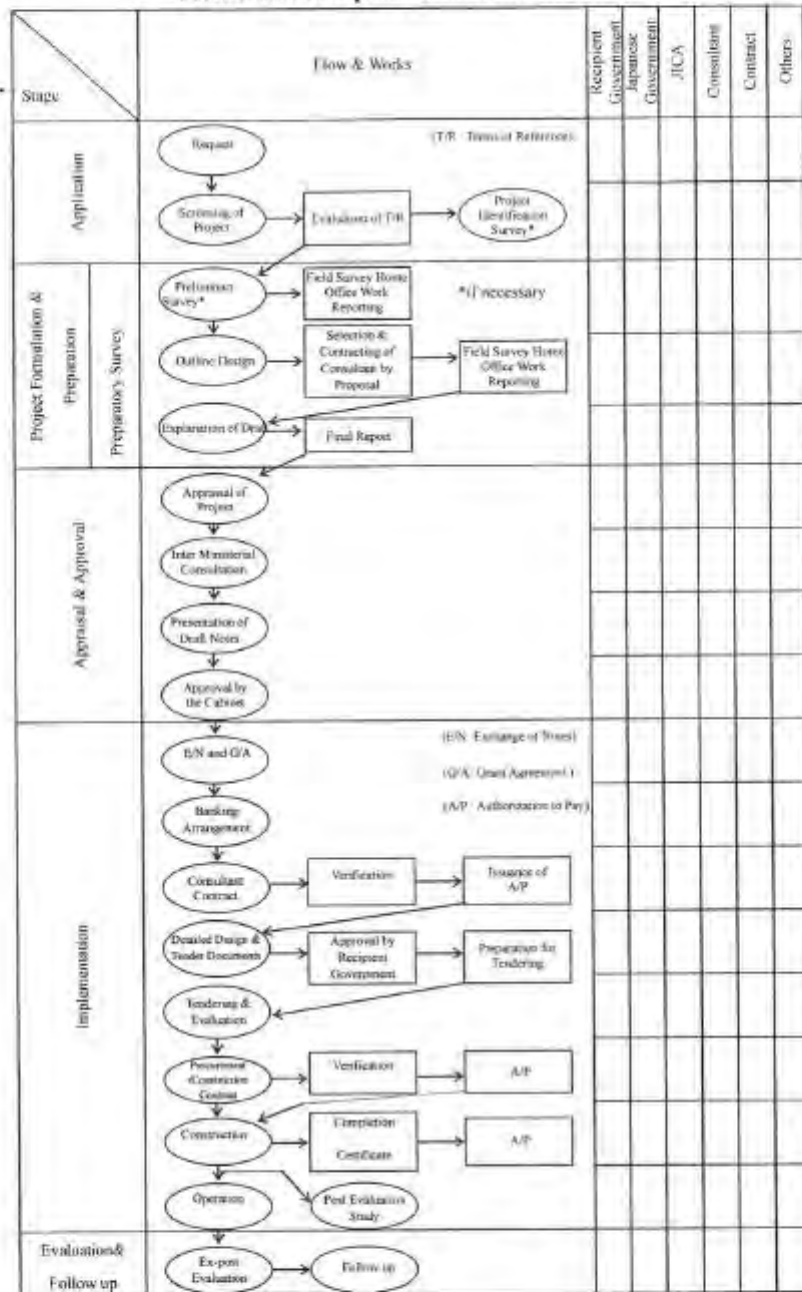 Stage
Flow & Works
Recipient
Government
Japanese
Government
JICA
Consultant
Contract
Others
Application
Request
(T/R : Terms of Reference)
Screening of
Project
Evaluation of T/R
Project
Identification
Survey*
Project Formulation &
Preparation
Preparatory Survey
Preliminary
Survey*
Field Survey Home
Office Work
Reporting
*if necessary
Outline Design
Selection &
Contracting of
Consultant by
Proposal
Field Survey Home
Office Work
Reporting
Explanation of Draft
Final Report
Appraisal & Approval
Appraisal of
Project
Inter Ministerial
Consultation
Presentation of
Draft Notes
Approval by
the Cabinet
Implementation
E/N and G/A
(E/N: Exchange of Notes)
(G/A: Grant Agreement)
(A/P : Authorization to Pay)
Banking
Arrangement
Consultant
Contract
Verification
Issuance of
A/P
Detailed Design &
Tender Documents
Approval by
Recipient
Government
Preparation for
Tendering
Tendering &
Evaluation
Procurement
/Construction
Contract
Verification
A/P
Construction
Completion
Certificate
A/P
Operation
Post Evaluation
Study
Evaluation&
Follow up
Ex-post
Evaluation
Follow up